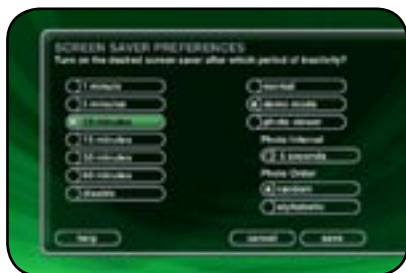 SCREEN SAVER PREFERENCES
Turn on the desired screen saver after which period of inactivity?
1 minute
5 minutes
10 minutes
15 minutes
30 minutes
60 minutes
disable
normal
demo mode
photo viewer
Photo Interval
5 seconds
Photo Order
random
alphabetic
help
cancel
save